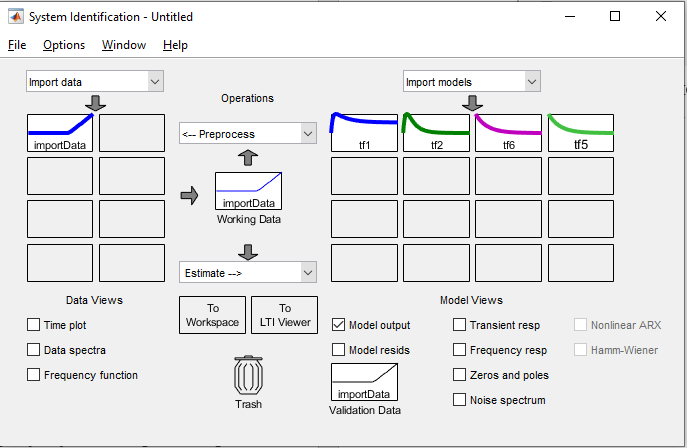 System Identification - Untitled
File Options Window Help
Import data
Import models
Operations
<-- Preprocess
importData
tf1
tf2
tf6
tf5
importData
Working Data
Estimate -->
Data Views
Model Views
To
Workspace
To
LTI Viewer
Time plot
Data spectra
Frequency function
Model output
Model resids
Transient resp
Frequency resp
Zeros and poles
Noise spectrum
Nonlinear ARX
Hamm-Wiener
Trash
importData
Validation Data